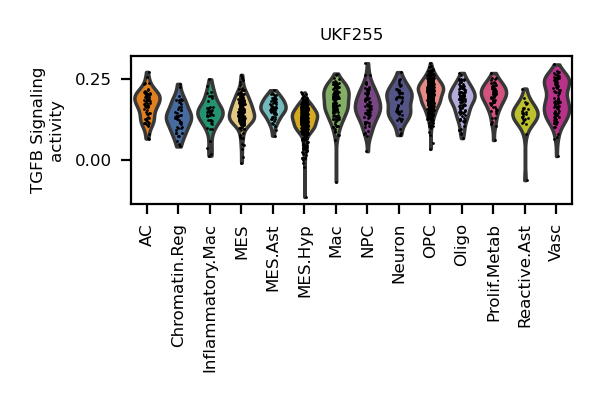 UKF255
TGFB Signaling
activity
0.25
0.00
AC
Chromatin.Reg
Inflammatory.Mac
MES
MES.Ast
MES.Hyp
Mac
NPC
Neuron
OPC
Oligo
Prolif.Metab
Reactive.Ast
Vasc